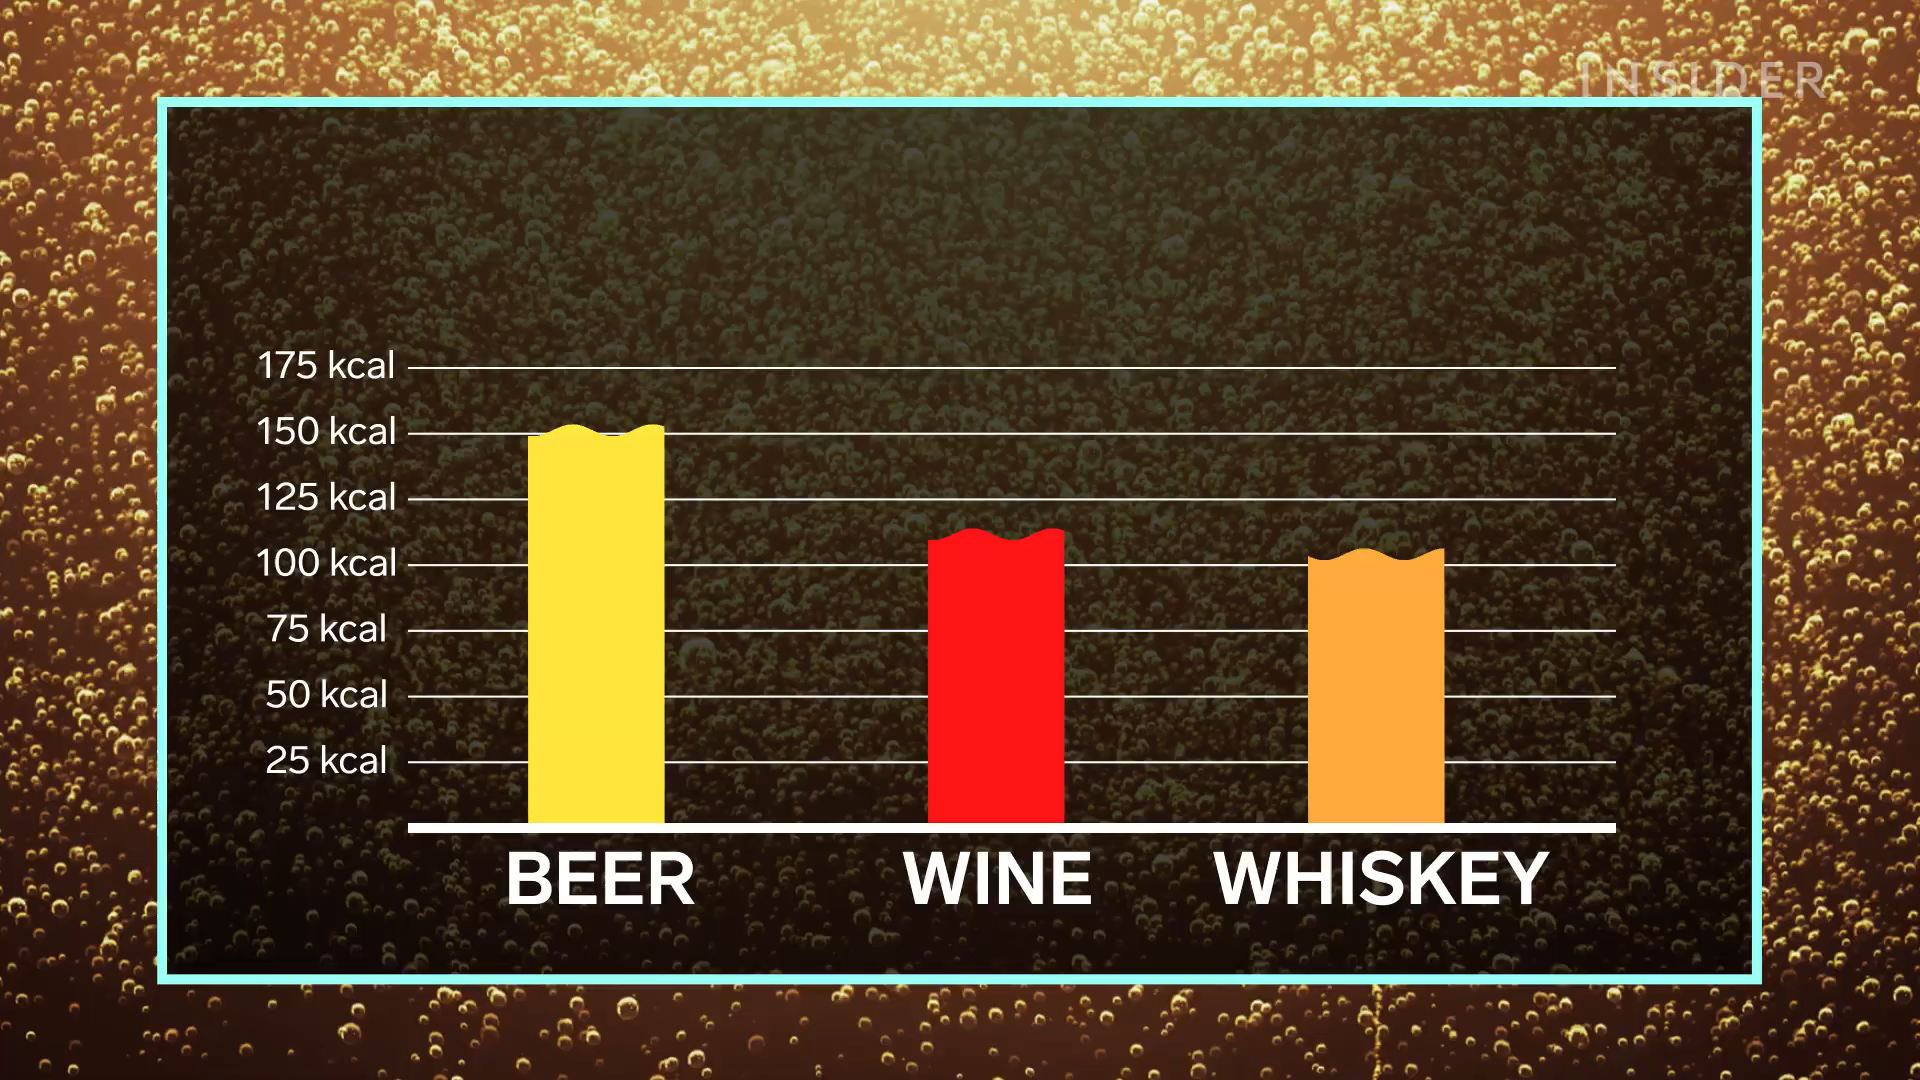 INSIDER
175 kcal
150 kcal
125 kcal
100 kcal
75 kcal
50 kcal
25 kcal
BEER WINE WHISKEY